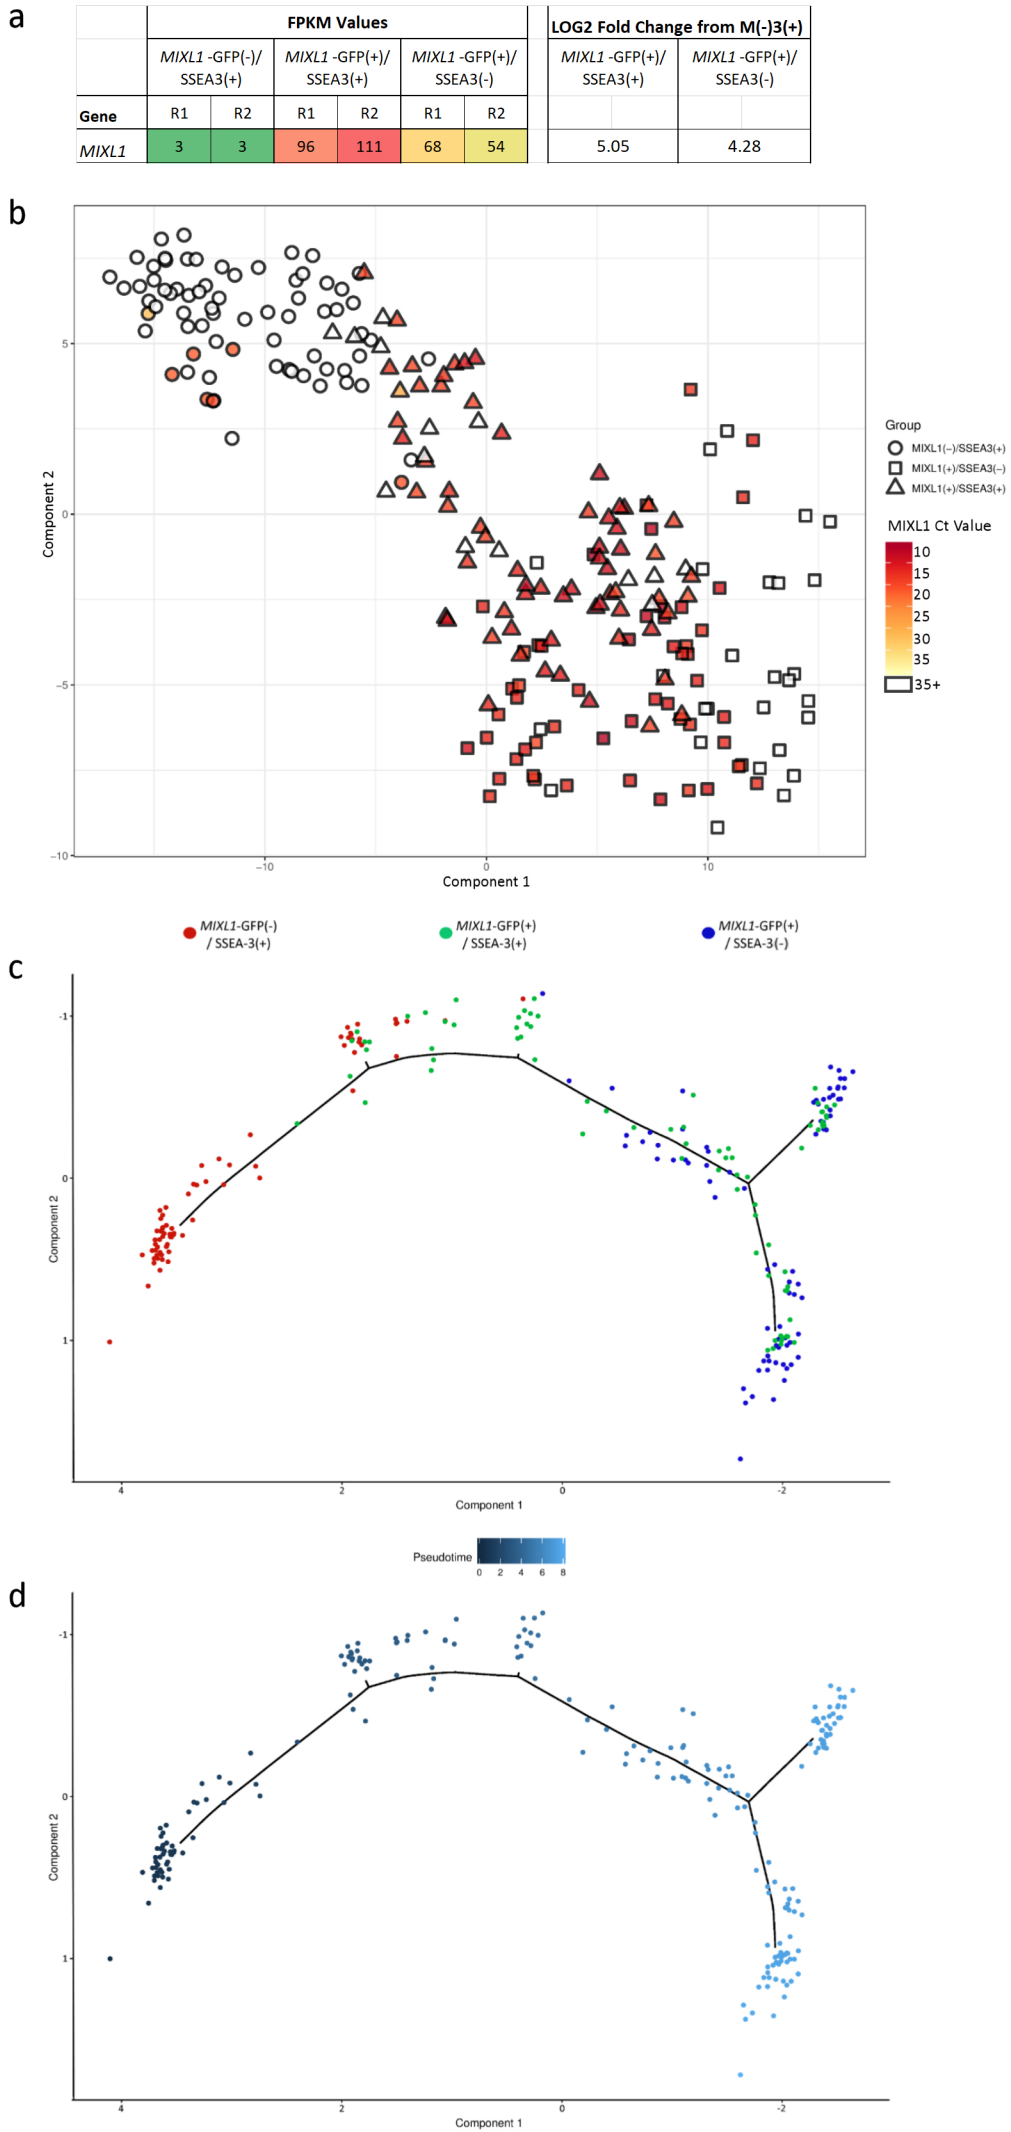 a
FPKM Values
LOG2 Fold Change from M(-)3(+)
MIXL1 -GFP(-)/ SSEA3(+)
MIXL1 -GFP(+)/ SSEA3(+)
MIXL1 -GFP(+)/ SSEA3(-)
MIXL1 -GFP(+)/ SSEA3(+)
MIXL1 -GFP(+)/ SSEA3(-)
Gene R1 R2 R1 R2 R1 R2
MIXL1 3 3 96 111 68 54 5.05 4.28
b
Component 2
5
0
−5
−10
−10 0 10
Component 1
Group
MIXL1(−)/SSEA3(+)
MIXL1(+)/SSEA3(−)
MIXL1(+)/SSEA3(+)
MIXL1 Ct Value
10
15
20
25
30
35
35+
MIXL1-GFP(-) / SSEA-3(+)
MIXL1-GFP(+) / SSEA-3(+)
MIXL1-GFP(+) / SSEA-3(-)
c
Component 2
-1
0
1
4 2 0 -2
Component 1
Pseudotime
0 2 4 6 8
d
Component 2
-1
0
1
4 2 0 -2
Component 1